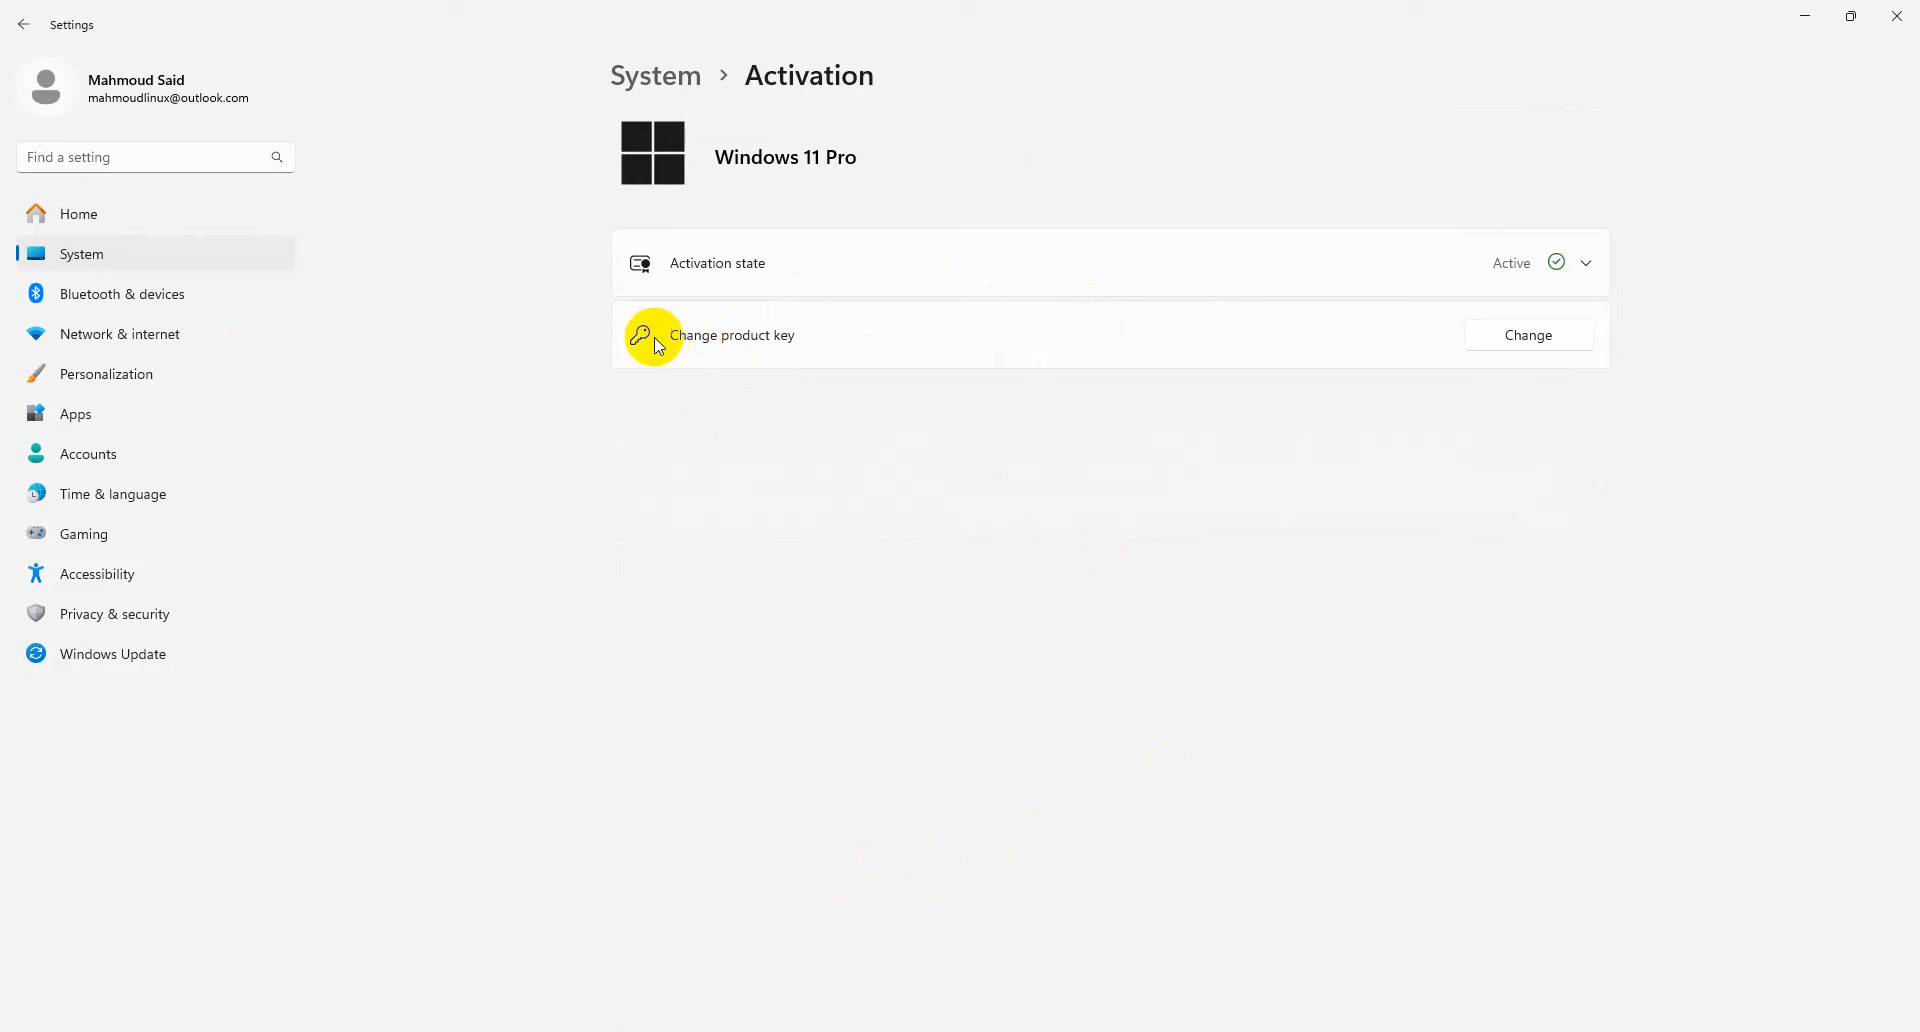 Settings
Mahmoud Said
mahmoudlinux@outlook.com
Find a setting
Home
System
Bluetooth & devices
Network & internet
Personalization
Apps
Accounts
Time & language
Gaming
Accessibility
Privacy & security
Windows Update
System > Activation
Windows 11 Pro
Activation state Active
Change product key Change